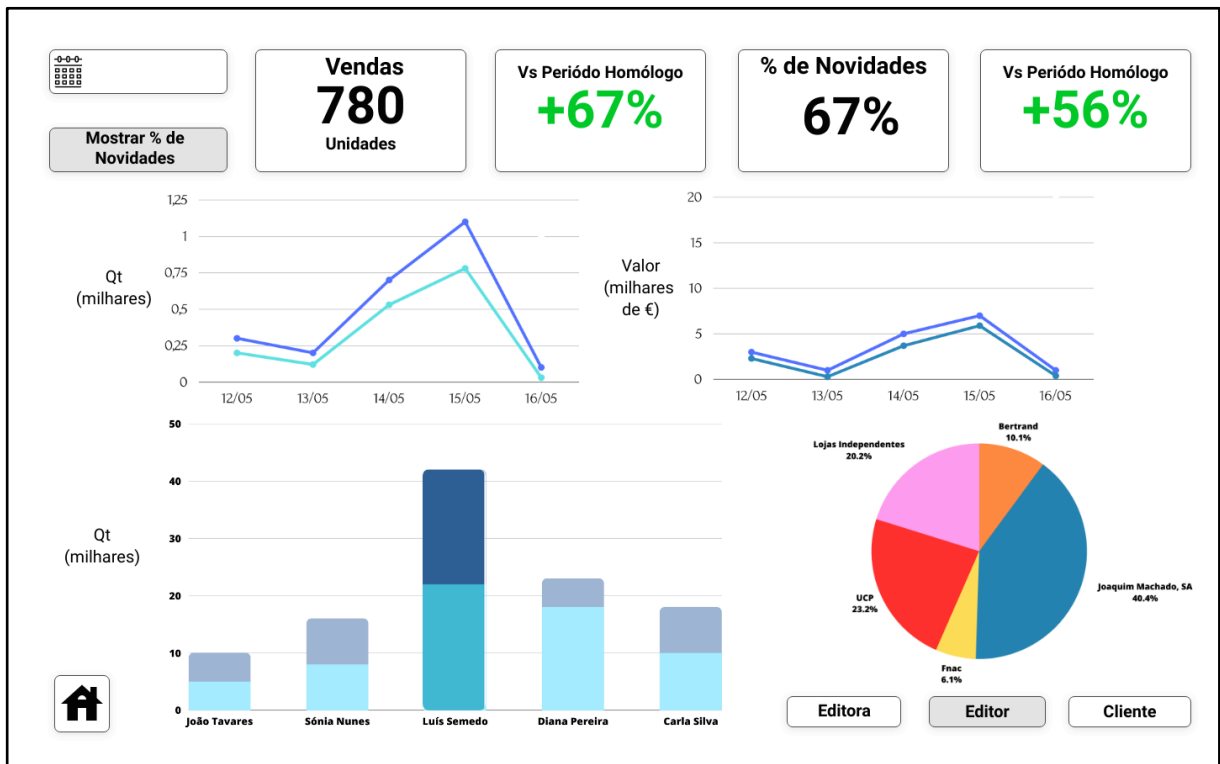 Vendas
780
Unidades
Vs Periódo Homólogo
+67%
% de Novidades
67%
Vs Periódo Homólogo
+56%
Mostrar % de
Novidades
Qt
(milhares)
1,25
1
0,75
0,5
0,25
0
12/05 13/05 14/05 15/05 16/05
Valor
(milhares
de €)
20
15
10
5
0
12/05 13/05 14/05 15/05 16/05
Qt
(milhares)
50
40
30
20
10
0
João Tavares Sónia Nunes Luís Semedo Diana Pereira Carla Silva
Bertrand
10.1%
Lojas Independentes
20.2%
Joaquim Machado, SA
40.4%
UCP
23.2%
Fnac
6.1%
Editora Editor Cliente